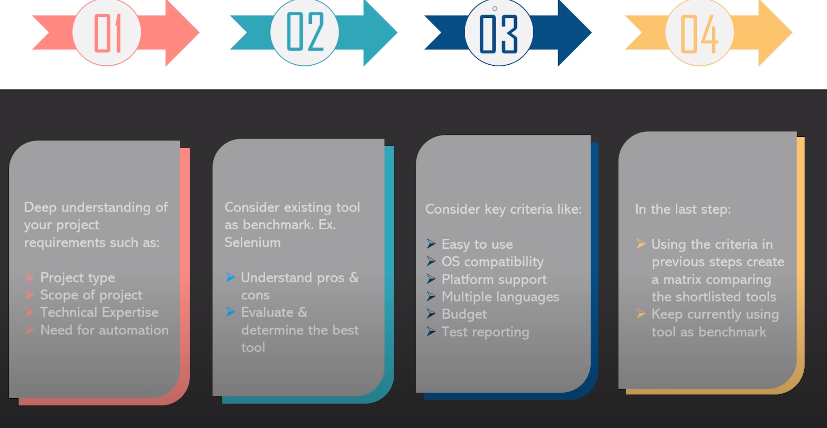 01
02
03
04
Deep understanding of
your project
requirements such as:
Project type
Scope of project
Technical Expertise
Need for automation
Consider existing tool
as benchmark. Ex.
Selenium
Understand pros &
cons
Evaluate &
determine the best
tool
Consider key criteria like:
Easy to use
OS compatibility
Platform support
Multiple languages
Budget
Test reporting
In the last step:
Using the criteria in
previous steps create
a matrix comparing
the shortlisted tools
Keep currently using
tool as benchmark